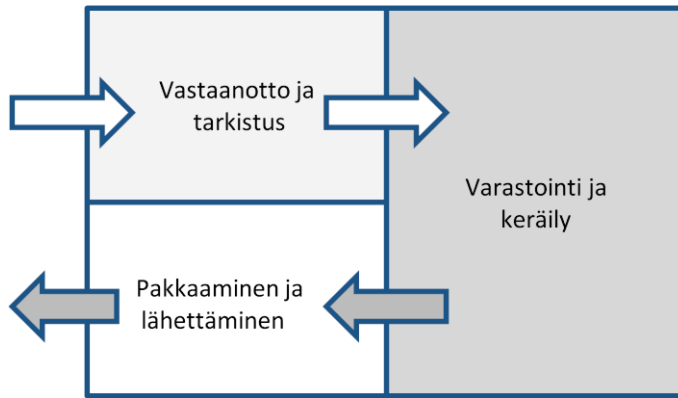 Vastaanotto ja
tarkistus
Varastointi ja
keräily
Pakkaaminen ja
lähettäminen